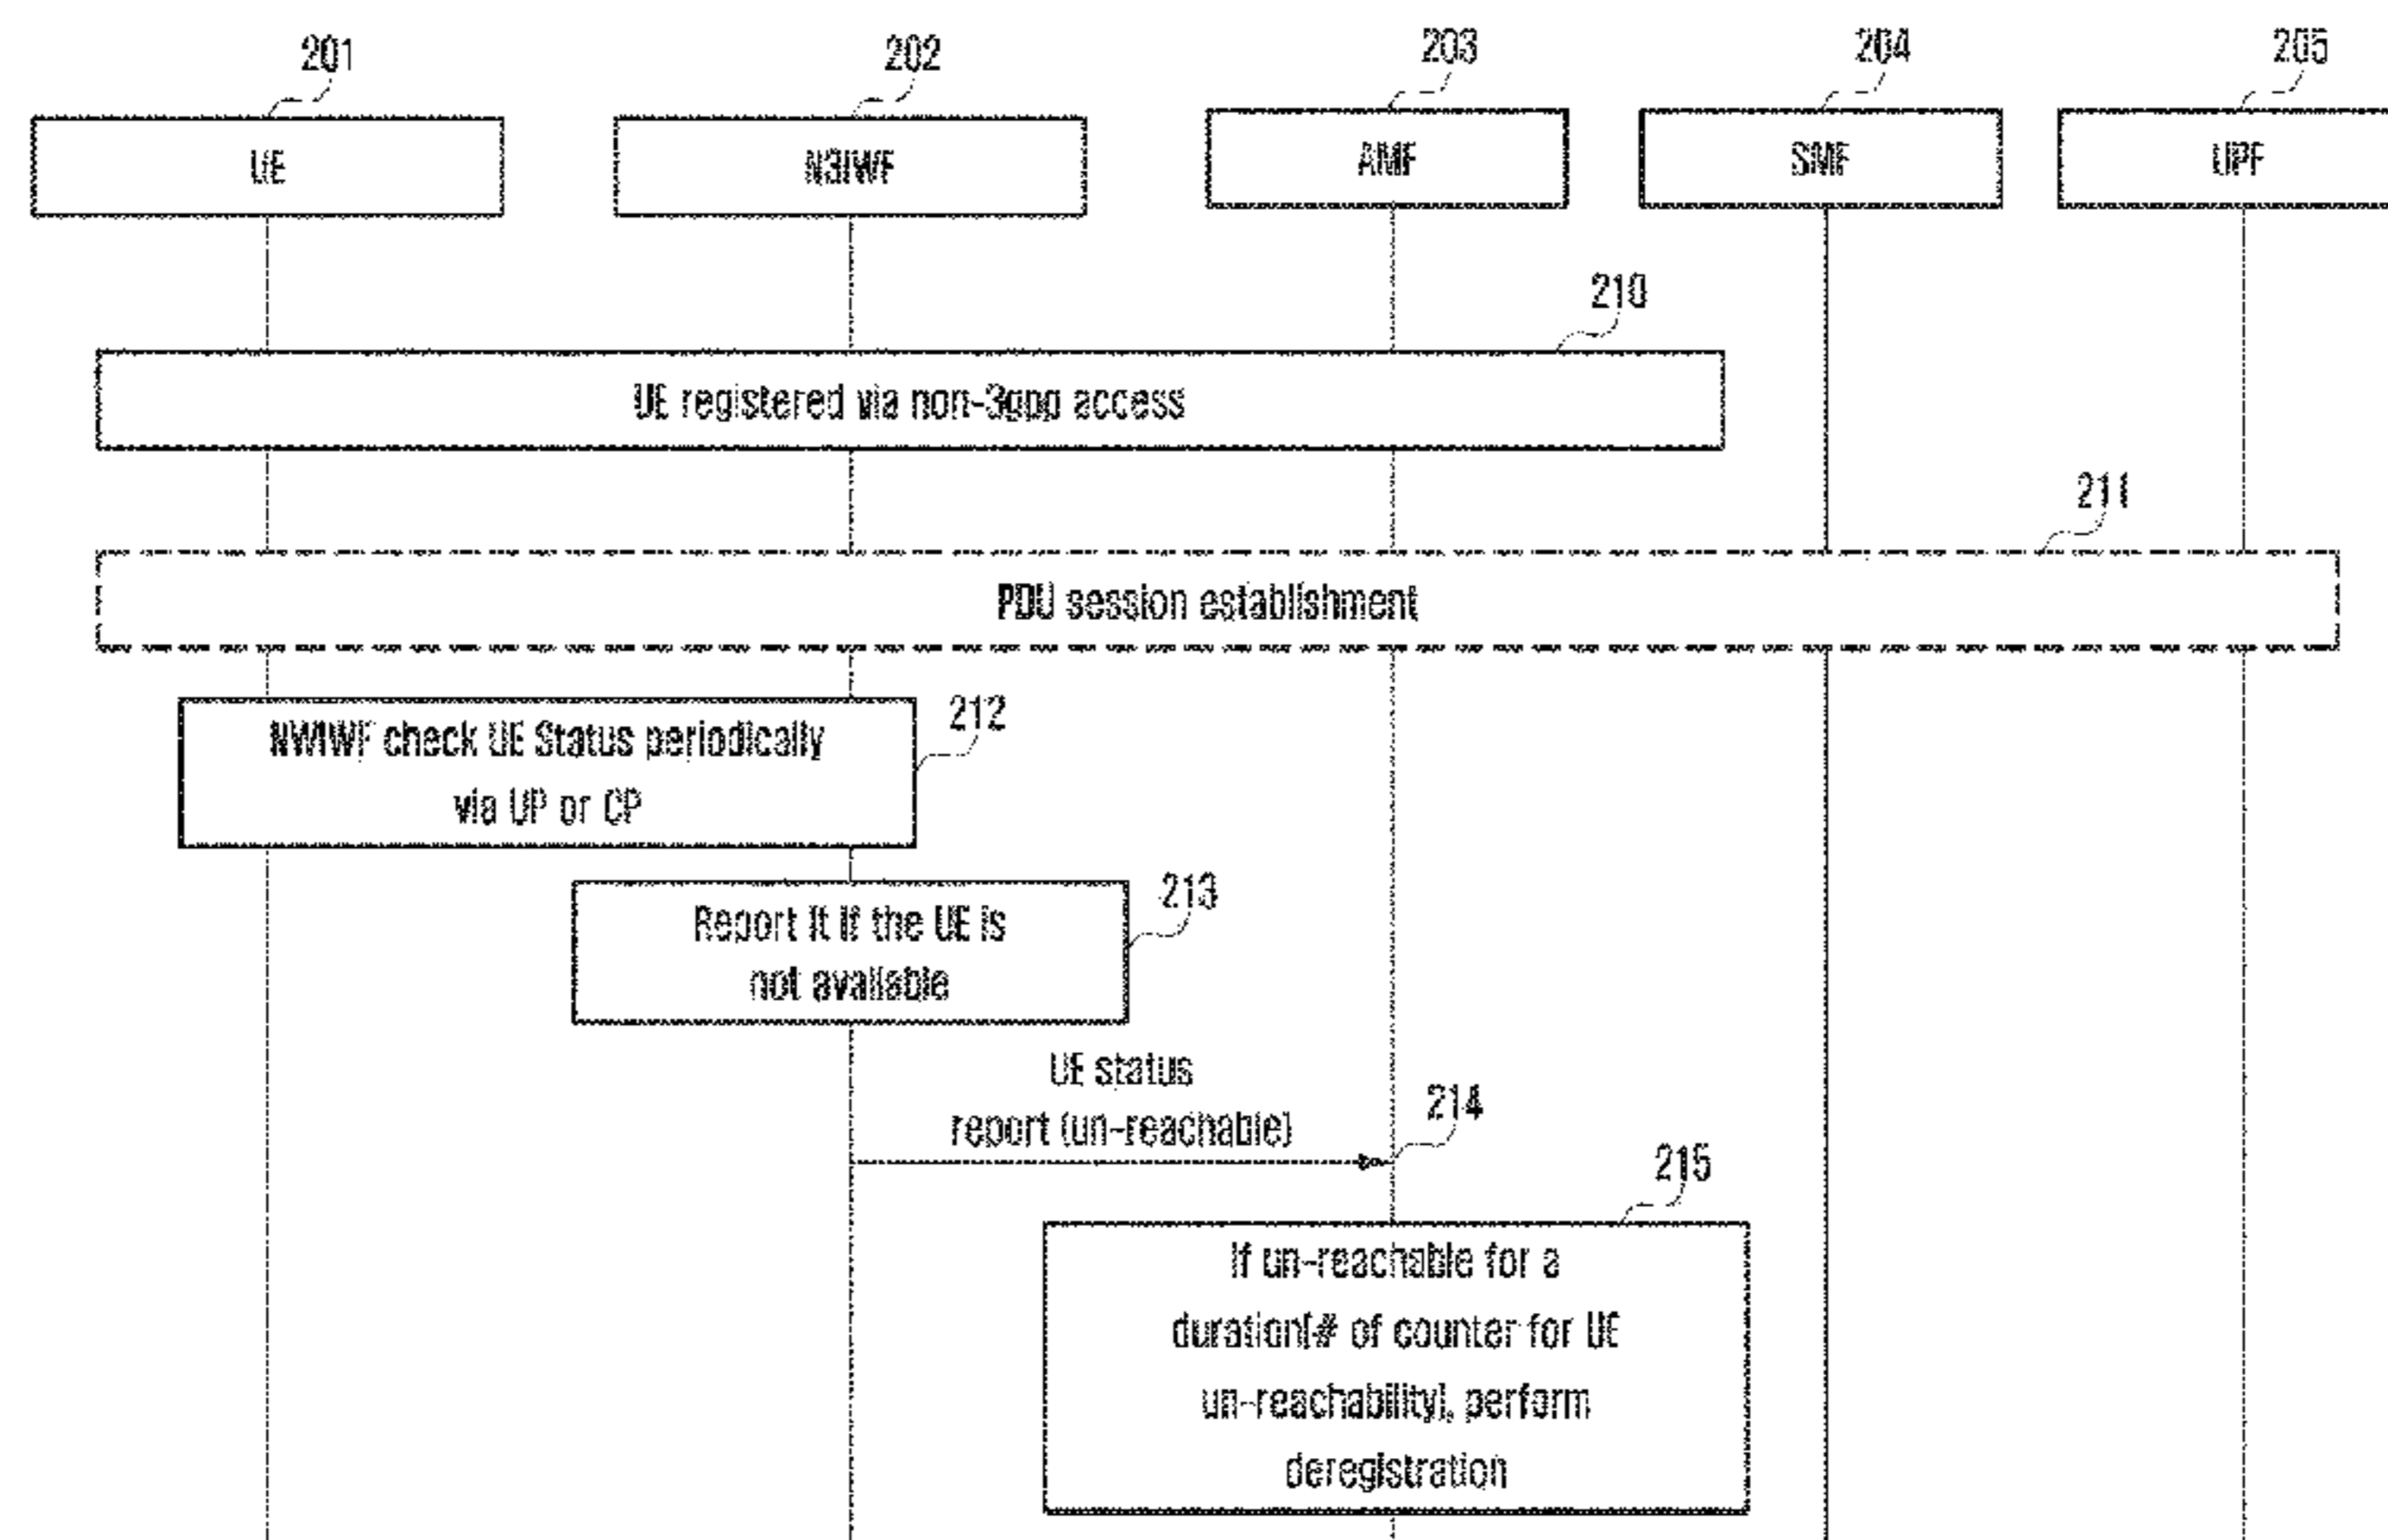 201
202
203
204
205
UE
N3IWF
AMF
SMF
UPF
210
UE registered via non-3gpp access
211
PDU session establishment
212
NWIWF check UE Status periodically
via UP or CP
213
Report it if the UE is
not available
UE status
report (un-reachable)
214
215
If un-reachable for a
duration[# of counter for UE
un-reachability], perform
deregistration